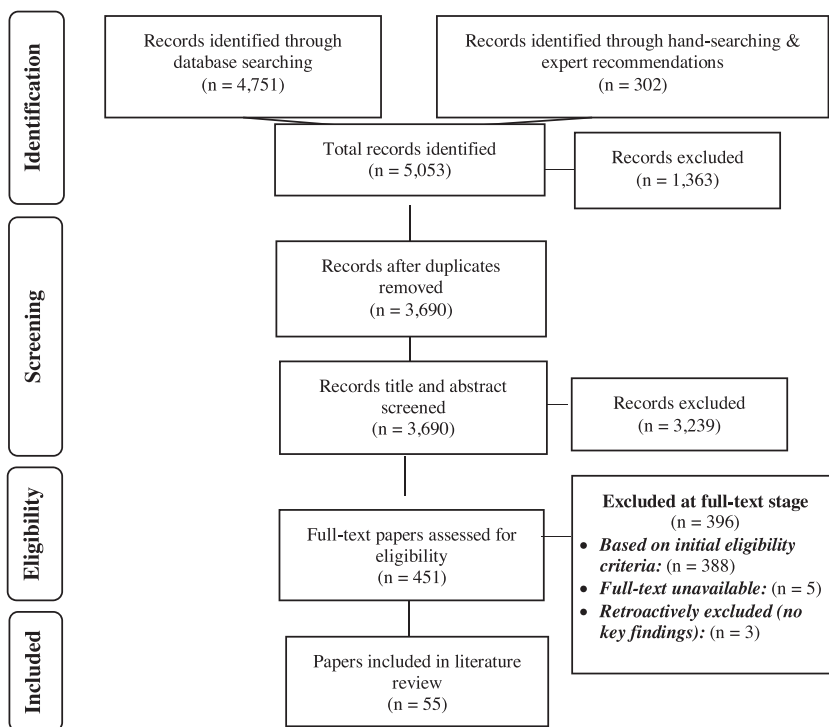 Identification
Records identified through
database searching
(n = 4,751)
Records identified through hand-searching &
expert recommendations
(n = 302)
Total records identified
(n = 5,053)
Records excluded
(n = 1,363)
Screening
Records after duplicates
removed
(n = 3,690)
Records title and abstract
screened
(n = 3,690)
Records excluded
(n = 3,239)
Eligibility
Full-text papers assessed for
eligibility
(n = 451)
Excluded at full-text stage
(n = 396)
• Based on initial eligibility
criteria: (n = 388)
• Full-text unavailable: (n = 5)
• Retroactively excluded (no
key findings): (n = 3)
Included
Papers included in literature
review
(n = 55)